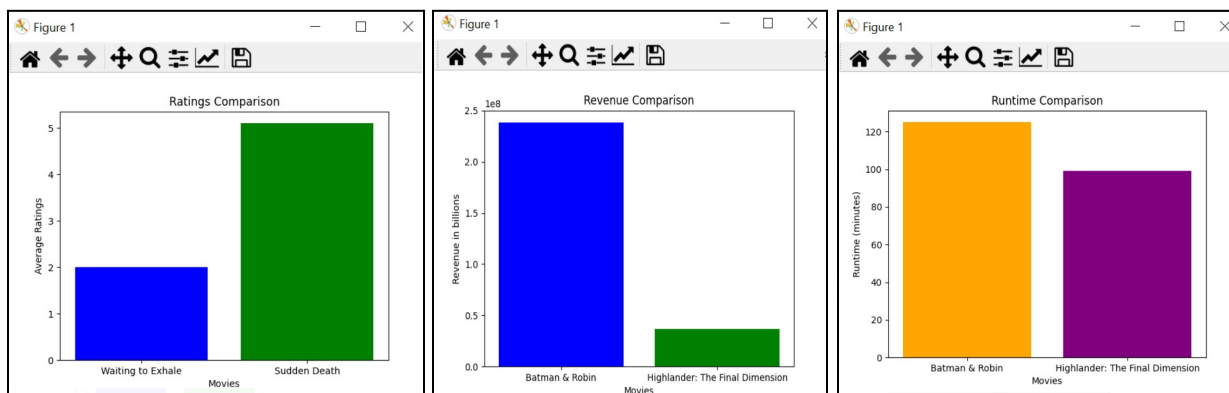 Figure 1
Ratings Comparison
5
4
3
2
1
0
Average Ratings
Waiting to Exhale Sudden Death
Movies
Figure 1
Revenue Comparison
1e8
2.5
2.0
1.5
1.0
0.5
0.0
Revenue in billions
Batman & Robin Highlander: The Final Dimension
Movies
Figure 1
Runtime Comparison
120
100
80
60
40
20
0
Runtime (minutes)
Batman & Robin Highlander: The Final Dimension
Movies